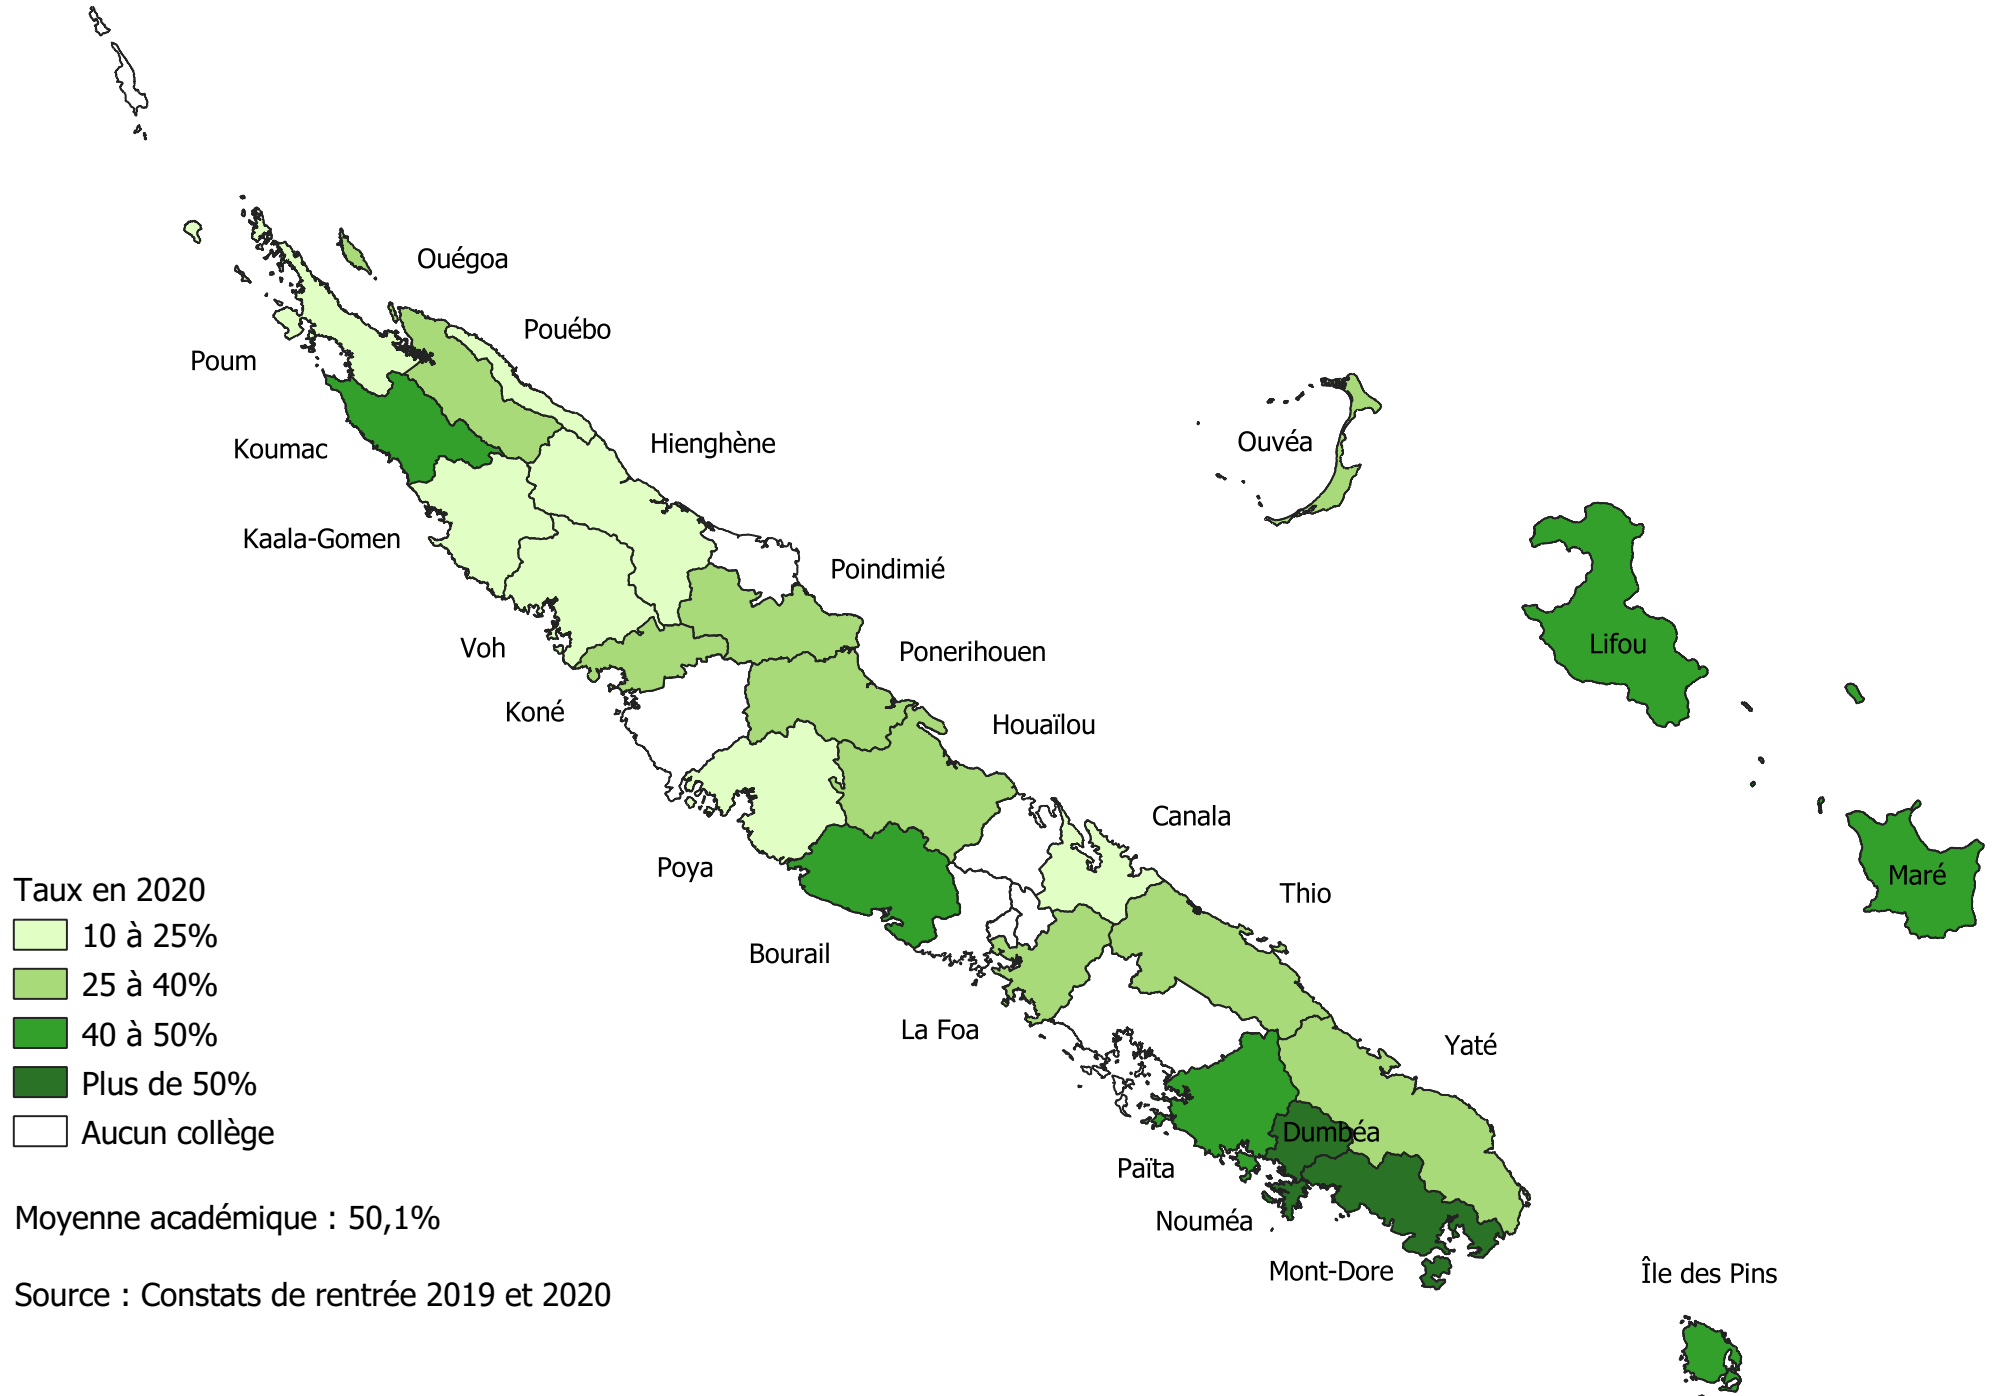 Ouégoa
Pouébo
Poum
Koumac
Hienghène
Ouvéa
Kaala-Gomen
Poindimié
Voh
Lifou
Ponerihouen
Koné
Houaïlou
Canala
Poya
Maré
Thio
Bourail
La Foa
Yaté
Dumbéa
Païta
Nouméa
Mont-Dore
Île des Pins
Taux en 2020
10 à 25%
25 à 40%
40 à 50%
Plus de 50%
Aucun collège
Moyenne académique : 50,1%
Source : Constats de rentrée 2019 et 2020